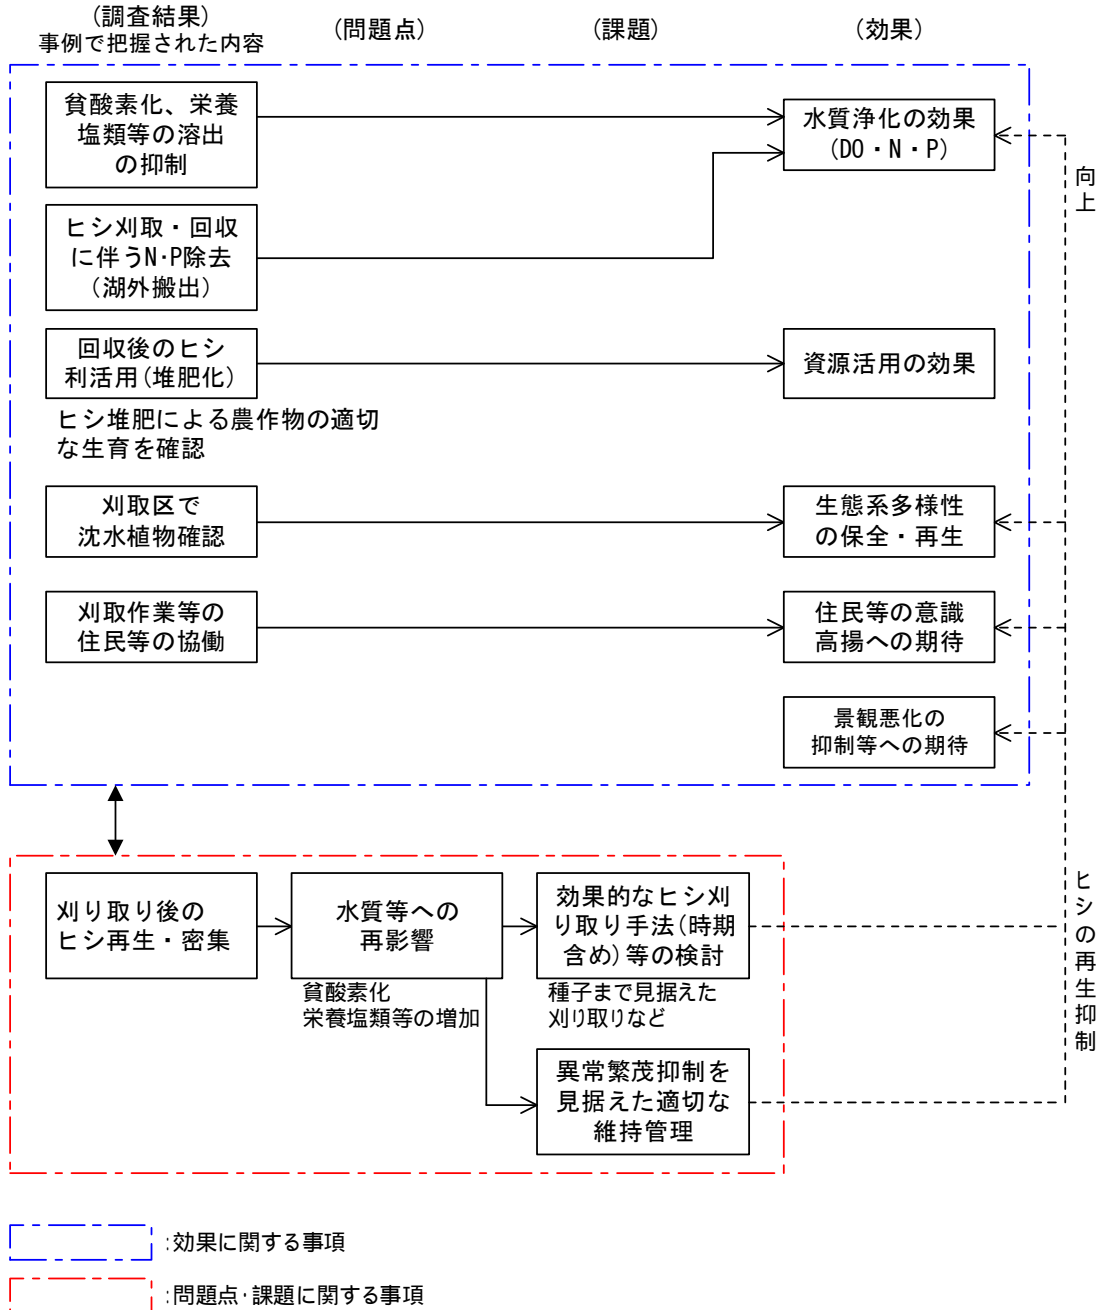 (調査結果)
事例で把握された内容
(問題点)
(課題)
(効果)
貧酸素化、栄養
塩類等の溶出
の抑制
水質浄化の効果
(DO・N・P)
向上
ヒシ刈取・回収
に伴うN･P除去
(湖外搬出)
回収後のヒシ
利活用(堆肥化)
資源活用の効果
ヒシ堆肥による農作物の適切
な生育を確認
刈取区で
沈水植物確認
生態系多様性
の保全・再生
刈取作業等の
住民等の協働
住民等の意識
高揚への期待
景観悪化の
抑制等への期待
刈り取り後の
ヒシ再生・密集
水質等への
再影響
効果的なヒシ刈
り取り手法(時期
含め)等の検討
ヒシの再生抑制
貧酸素化
栄養塩類等の増加
種子まで見据えた
刈り取りなど
異常繁茂抑制を
見据えた適切な
維持管理
:効果に関する事項
:問題点･課題に関する事項